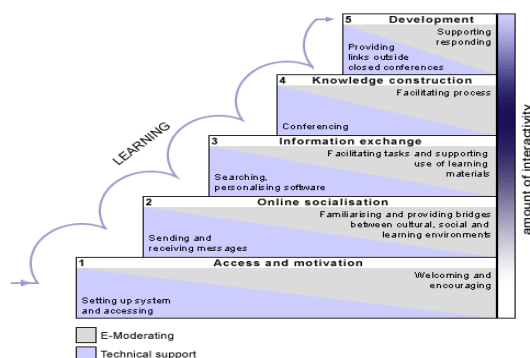 5 Development
Supporting
responding
Providing
links outside
closed conferences
4 Knowledge construction
Facilitating process
Conferencing
3 Information exchange
Facilitating tasks and supporting
use of learning
materials
Searching,
personalising software
2 Online socialisation
Familiarising and providing bridges
between cultural, social and
learning environments
Sending and
receiving messages
1 Access and motivation
Welcoming and
encouraging
Setting up system
and accessing
LEARNING
amount of interactivity
E-Moderating
Technical support